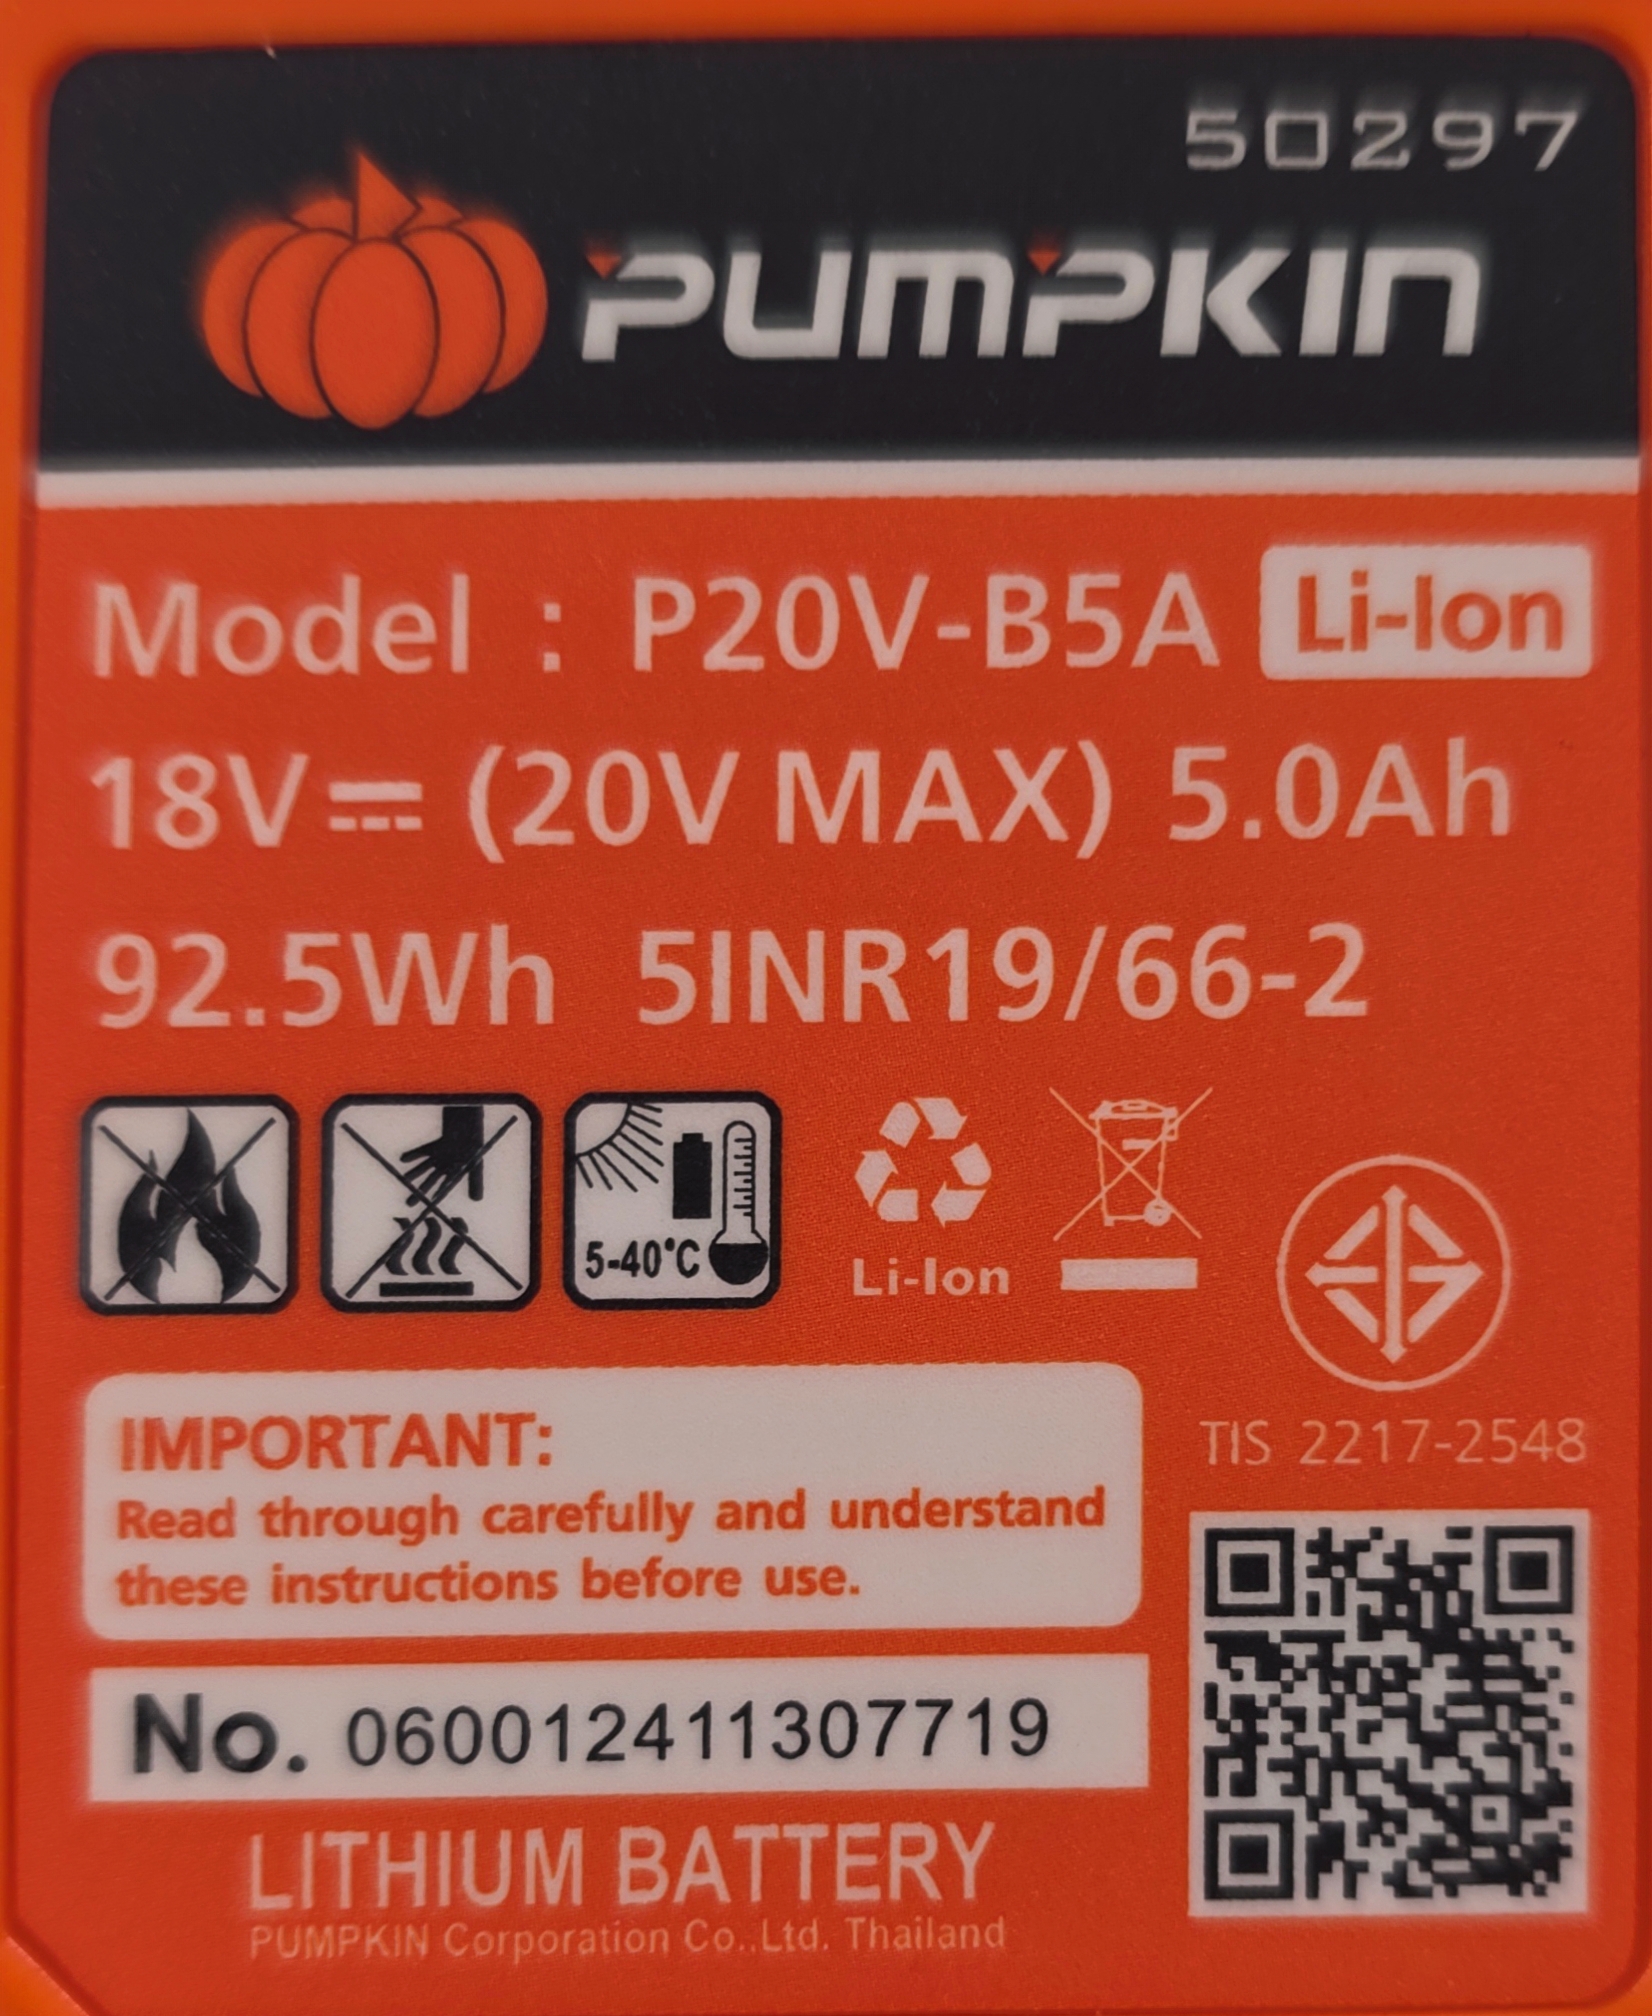 50297
PUMPKIN
Model : P20V-B5A Li-Ion
18V⎓ (20V MAX) 5.0Ah
92.5Wh 5INR19/66-2
5-40°C
Li-Ion
TIS 2217-2548
IMPORTANT:
Read through carefully and understand
these instructions before use.
No. 060012411307719
LITHIUM BATTERY
PUMPKIN Corporation Co.,Ltd. Thailand